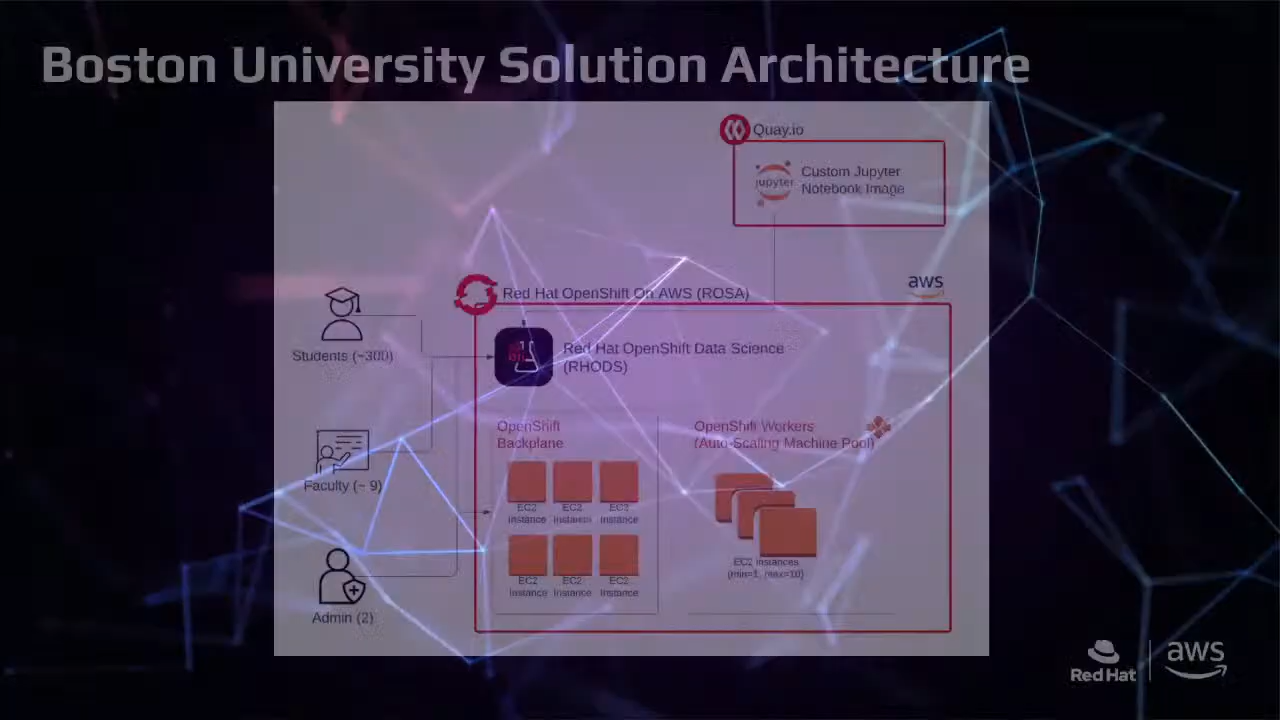 Boston University Solution Architecture
Quay.io
jupyter
Custom Jupyter
Notebook Image
aws
Red Hat OpenShift On AWS (ROSA)
Students (~300)
Red Hat OpenShift Data Science
(RHODS)
OpenShift
Backplane
OpenShift Workers
(Auto-Scaling Machine Pool)
Faculty (~ 9)
EC2
Instance
EC2
Instance
EC2
Instance
EC2
Instance
EC2
Instance
EC2
Instance
EC2 Instances
(min=1, max=10)
Admin (2)
Red Hat
aws